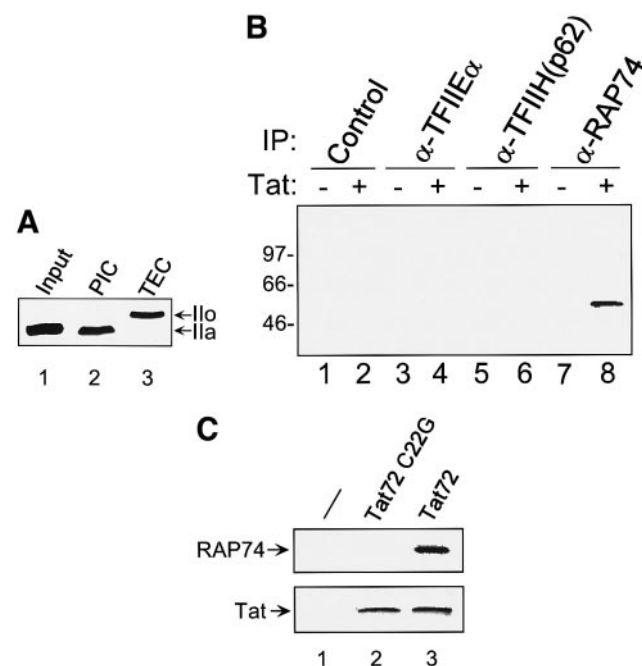 A
Input PIC TEC
←IIo
←IIa
1 2 3
B
IP: Control α-TFIIEα α-TFIIH(p62) α-RAP74
Tat: - + - + - + - +
97-
66-
46-
1 2 3 4 5 6 7 8
C
/ Tat72 C22G Tat72
RAP74→
Tat→
1 2 3